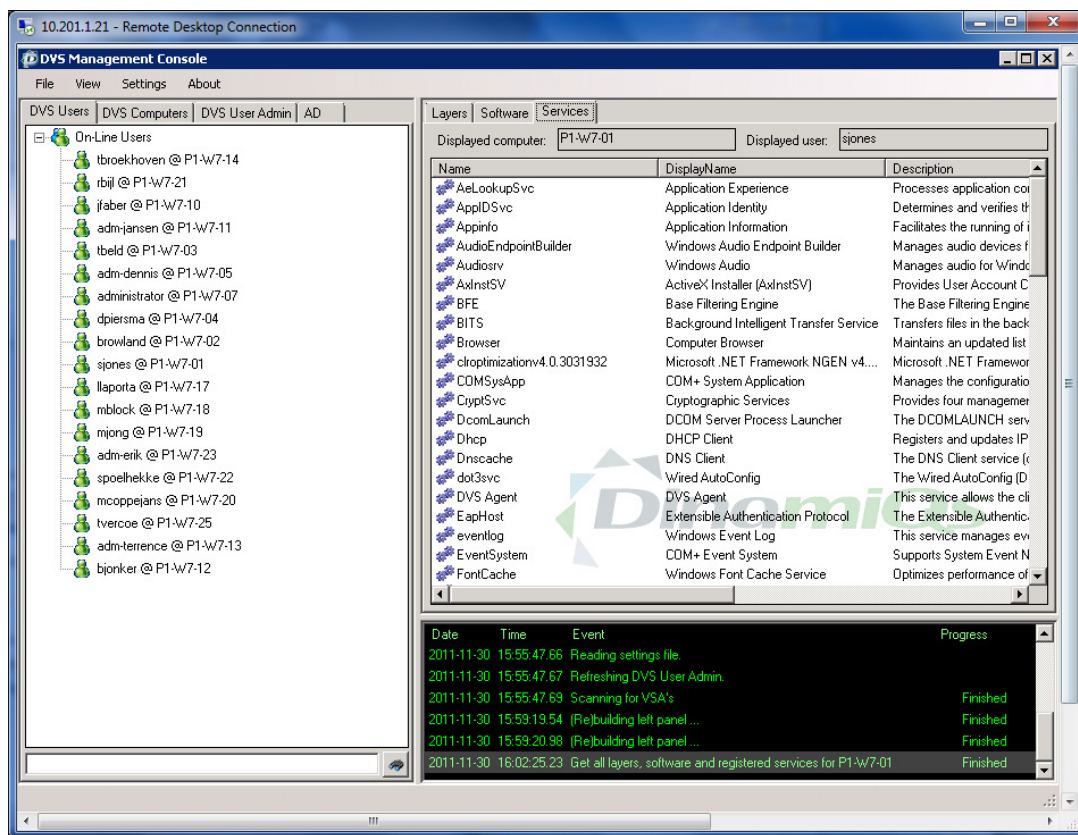 10.201.1.21 - Remote Desktop Connection
DVS Management Console
File View Settings About
DVS Users DVS Computers DVS User Admin AD
On-Line Users
tbroekhoven @ P1-W7-14
rbijl @ P1-W7-21
jfaber @ P1-W7-10
adm-jansen @ P1-W7-11
tbeld @ P1-W7-03
adm-dennis @ P1-W7-05
administrator @ P1-W7-07
dpiersma @ P1-W7-04
browland @ P1-W7-02
sjones @ P1-W7-01
llaporta @ P1-W7-17
mblock @ P1-W7-18
mjong @ P1-W7-19
adm-erik @ P1-W7-23
spoelhekke @ P1-W7-22
mcoppejans @ P1-W7-20
tvercoe @ P1-W7-25
adm-terrence @ P1-W7-13
bjonker @ P1-W7-12
Layers Software Services
Displayed computer: P1-W7-01 Displayed user: sjones
Name DisplayName Description
AeLookupSvc Application Experience Processes application co
AppIDSvc Application Identity Determines and verifies th
Appinfo Application Information Facilitates the running of i
AudioEndpointBuilder Windows Audio Endpoint Builder Manages audio devices f
Audiosrv Windows Audio Manages audio for Windo
AxInstSV ActiveX Installer (AxInstSV) Provides User Account C
BFE Base Filtering Engine The Base Filtering Engine
BITS Background Intelligent Transfer Service Transfers files in the back
Browser Computer Browser Maintains an updated list
clroptimizationv4.0.3031932 Microsoft .NET Framework NGEN v4.... Microsoft .NET Framewor
COMSysApp COM+ System Application Manages the configuratio
CryptSvc Cryptographic Services Provides four managemen
DcomLaunch DCOM Server Process Launcher The DCOMLAUNCH serv
Dhcp DHCP Client Registers and updates IP
Dnscache DNS Client The DNS Client service (
dot3svc Wired AutoConfig The Wired AutoConfig (D
DVS Agent DVS Agent This service allows the cli
EapHost Extensible Authentication Protocol The Extensible Authentic
eventlog Windows Event Log This service manages eve
EventSystem COM+ Event System Supports System Event N
FontCache Windows Font Cache Service Optimizes performance of
DinamiQs
Date Time Event Progress
2011-11-30 15:55:47.66 Reading settings file.
2011-11-30 15:55:47.67 Refreshing DVS User Admin.
2011-11-30 15:55:47.69 Scanning for VSA's Finished
2011-11-30 15:59:19.54 (Re)building left panel ... Finished
2011-11-30 15:59:20.98 (Re)building left panel ... Finished
2011-11-30 16:02:25.23 Get all layers, software and registered services for P1-W7-01 Finished